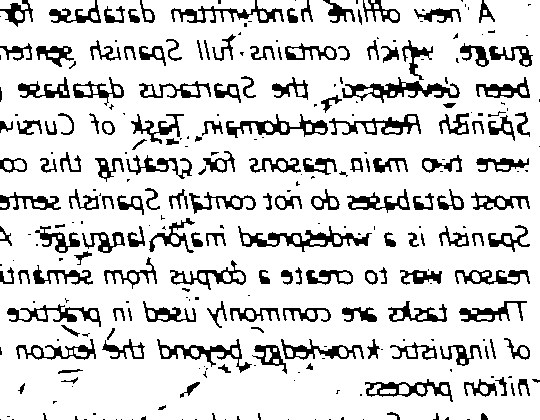 A new offline handwritten database for
guage, which contains full Spanish senten
been developed: the Spartacus database
Spanish Restricted-domain Task of Cursiv
were two main reasons for creating this co
most databases do not contain Spanish sente
Spanish is a widespread major language. A
reason was to create a corpus from semanti
These tasks are commonly used in practice
of linguistic knowledge beyond the lexicon
nition process.